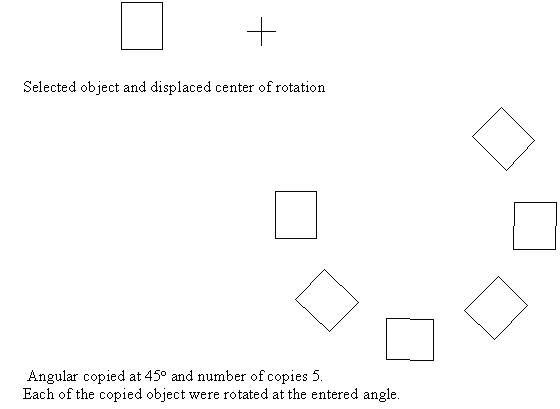 Selected object and displaced center of rotation
Angular copied at 45° and number of copies 5.
Each of the copied object were rotated at the entered angle.